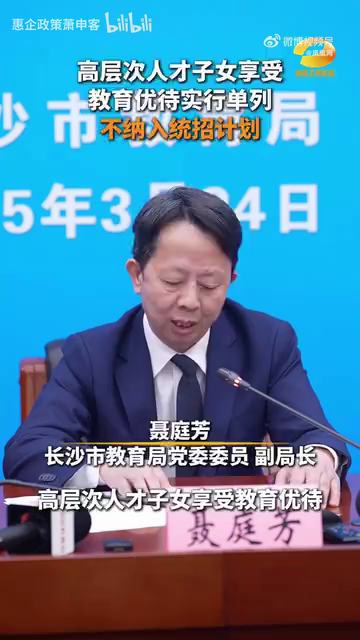 惠企政策萧申客 bilibili
微博视频号
高层次人才子女享受
教育优待实行单列
不纳入统招计划
沙市 局
5年3月24日
聂庭芳
长沙市教育局党委委员 副局长
高层次人才子女享受教育优待
聂庭芳